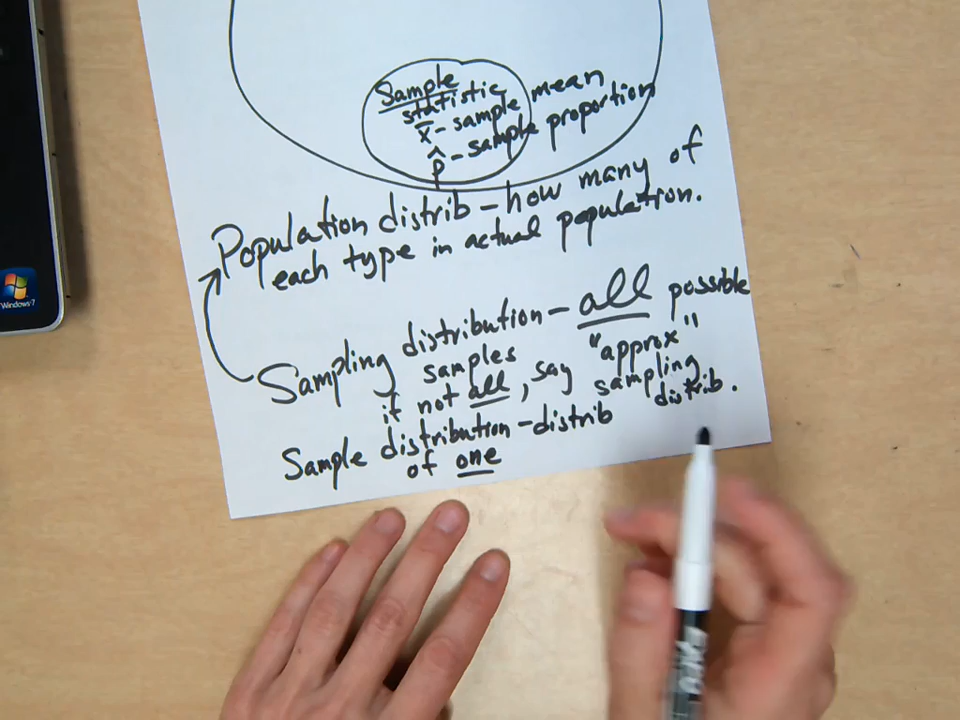 Sample
statistic
x̄ - sample mean
p̂ - sample proportion
Population distrib - how many of
each type in actual population.
Sampling distribution - all possible
samples
if not all, say "approx"
sampling
distrib.
Sample distribution - distrib
of one
Windows 7
EXPO